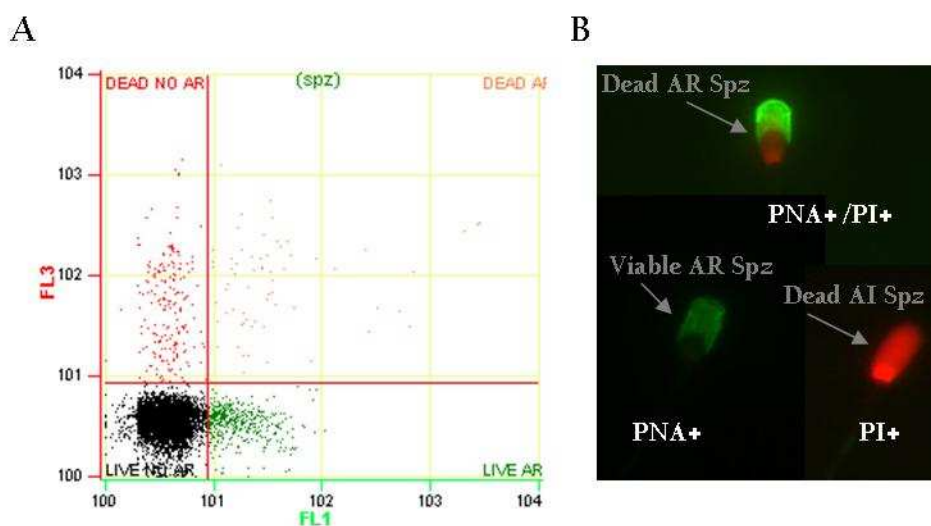 A
B
104
DEAD NO AR
(spz)
DEAD AR
103
102
101
100
FL3
LIVE NO AR
LIVE AR
100
101
102
103
104
FL1
Dead AR Spz
PNA+ /PI+
Viable AR Spz
Dead AI Spz
PNA+
PI+